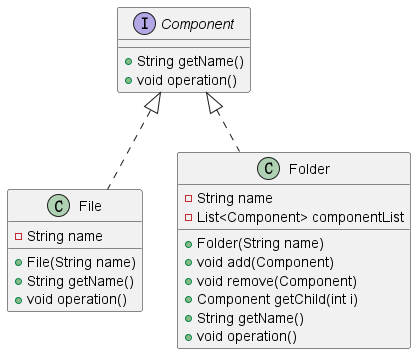 I Component
String getName()
void operation()
C File
String name
File(String name)
String getName()
void operation()
C Folder
String name
List<Component> componentList
Folder(String name)
void add(Component)
void remove(Component)
Component getChild(int i)
String getName()
void operation()